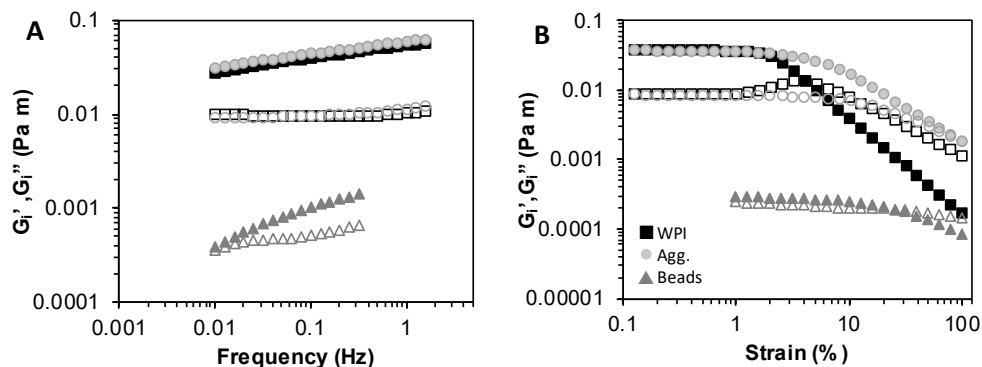 A
G_i′ ,G_i″ (Pa m)
0.1
0.01
0.001
0.0001
0.001
0.01
0.1
1
Frequency (Hz)
B
G_i′ ,G_i″ (Pa m)
0.1
0.01
0.001
0.0001
0.00001
WPI
Agg.
Beads
0.1
1
10
100
Strain (%)